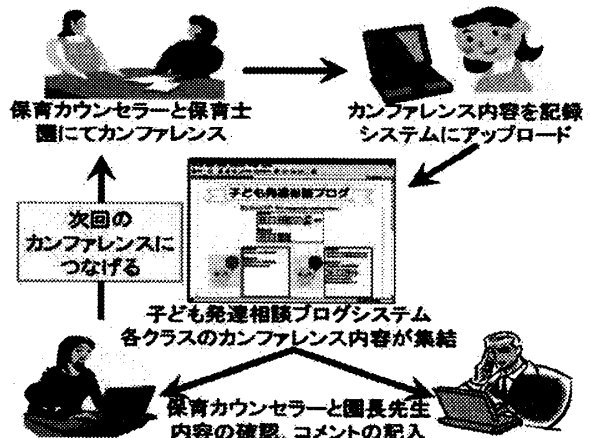 保育カウンセラーと保育士
園にてカンファレンス
カンファレンス内容を記録
システムにアップロード
子ども発達相談ブログ
次回の
カンファレンスに
つなげる
子ども発達相談ブログシステム
各クラスのカンファレンス内容が集結
保育カウンセラーと園長先生
内容の確認、コメントの記入